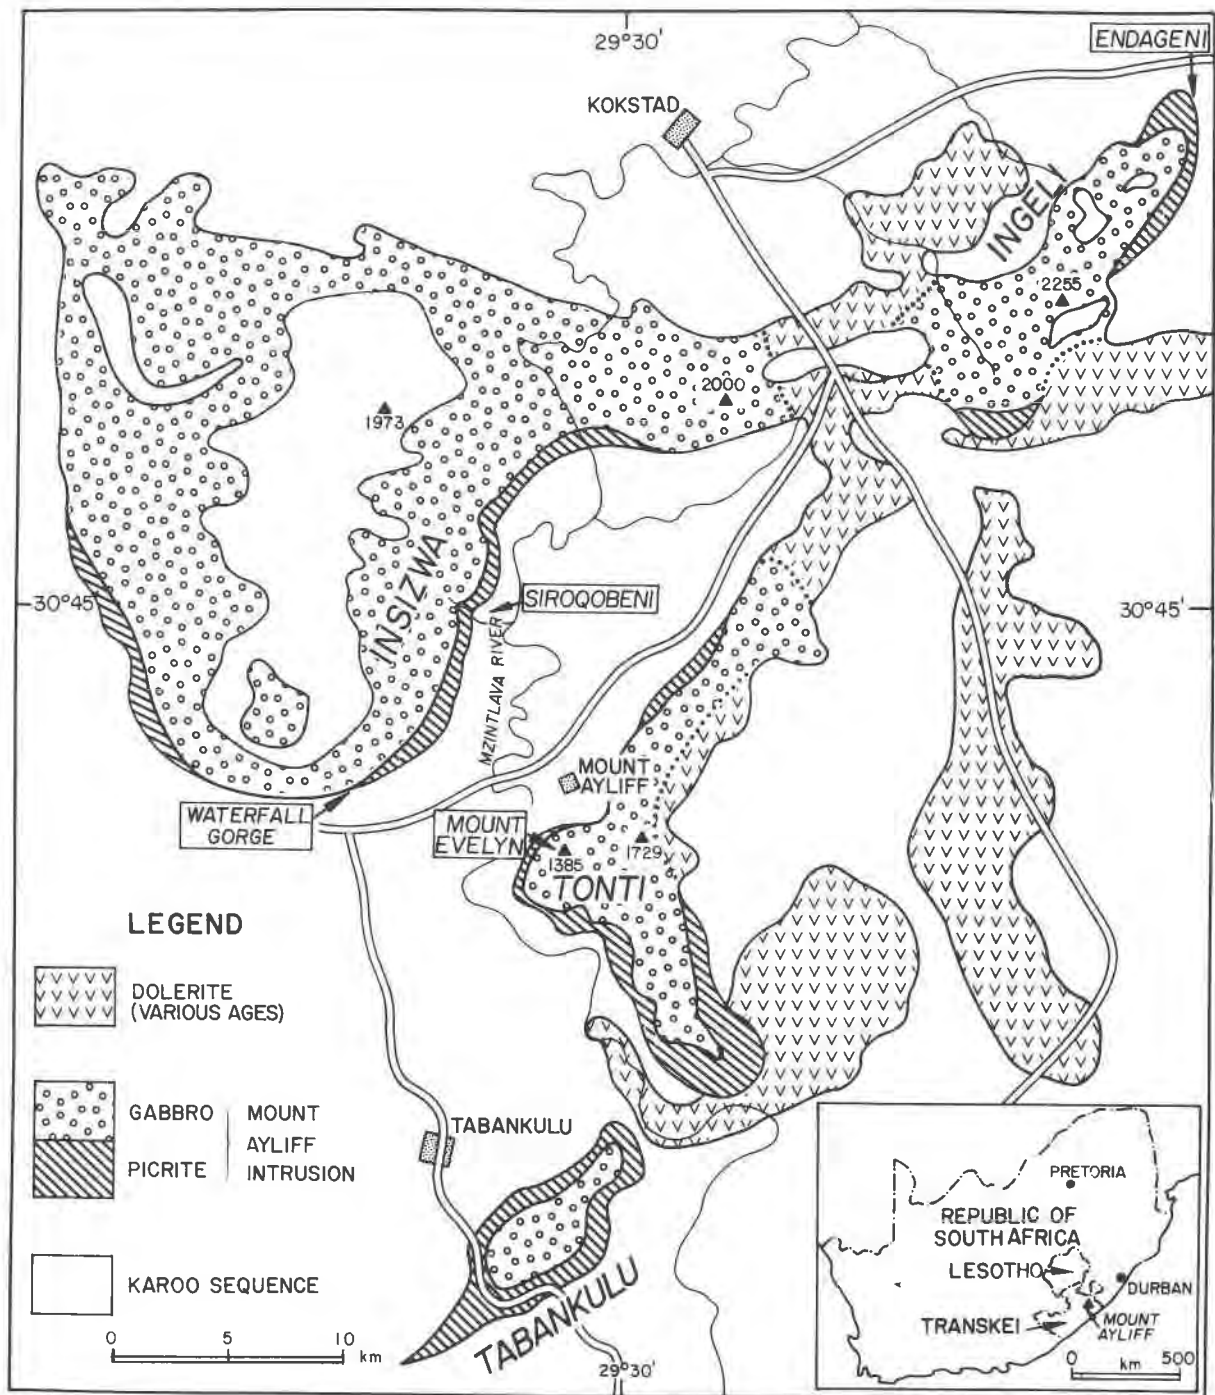 29°30'
ENDAGENI
KOKSTAD
INGELI
2255
2000
1973
INSIZWA
30°45'
SIROQOBENI
30°45'
MZINTLAVA RIVER
MOUNT
AYLIFF
WATERFALL
GORGE
MOUNT
EVELYN
1385
1729
TONTI
LEGEND
DOLERITE
(VARIOUS AGES)
GABBRO
PICRITE
MOUNT
AYLIFF
INTRUSION
KAROO SEQUENCE
0 5 10
km
TABANKULU
TABANKULU
29°30'
PRETORIA
REPUBLIC OF
SOUTH AFRICA
LESOTHO
DURBAN
TRANSKEI
MOUNT
AYLIFF
0 km 500